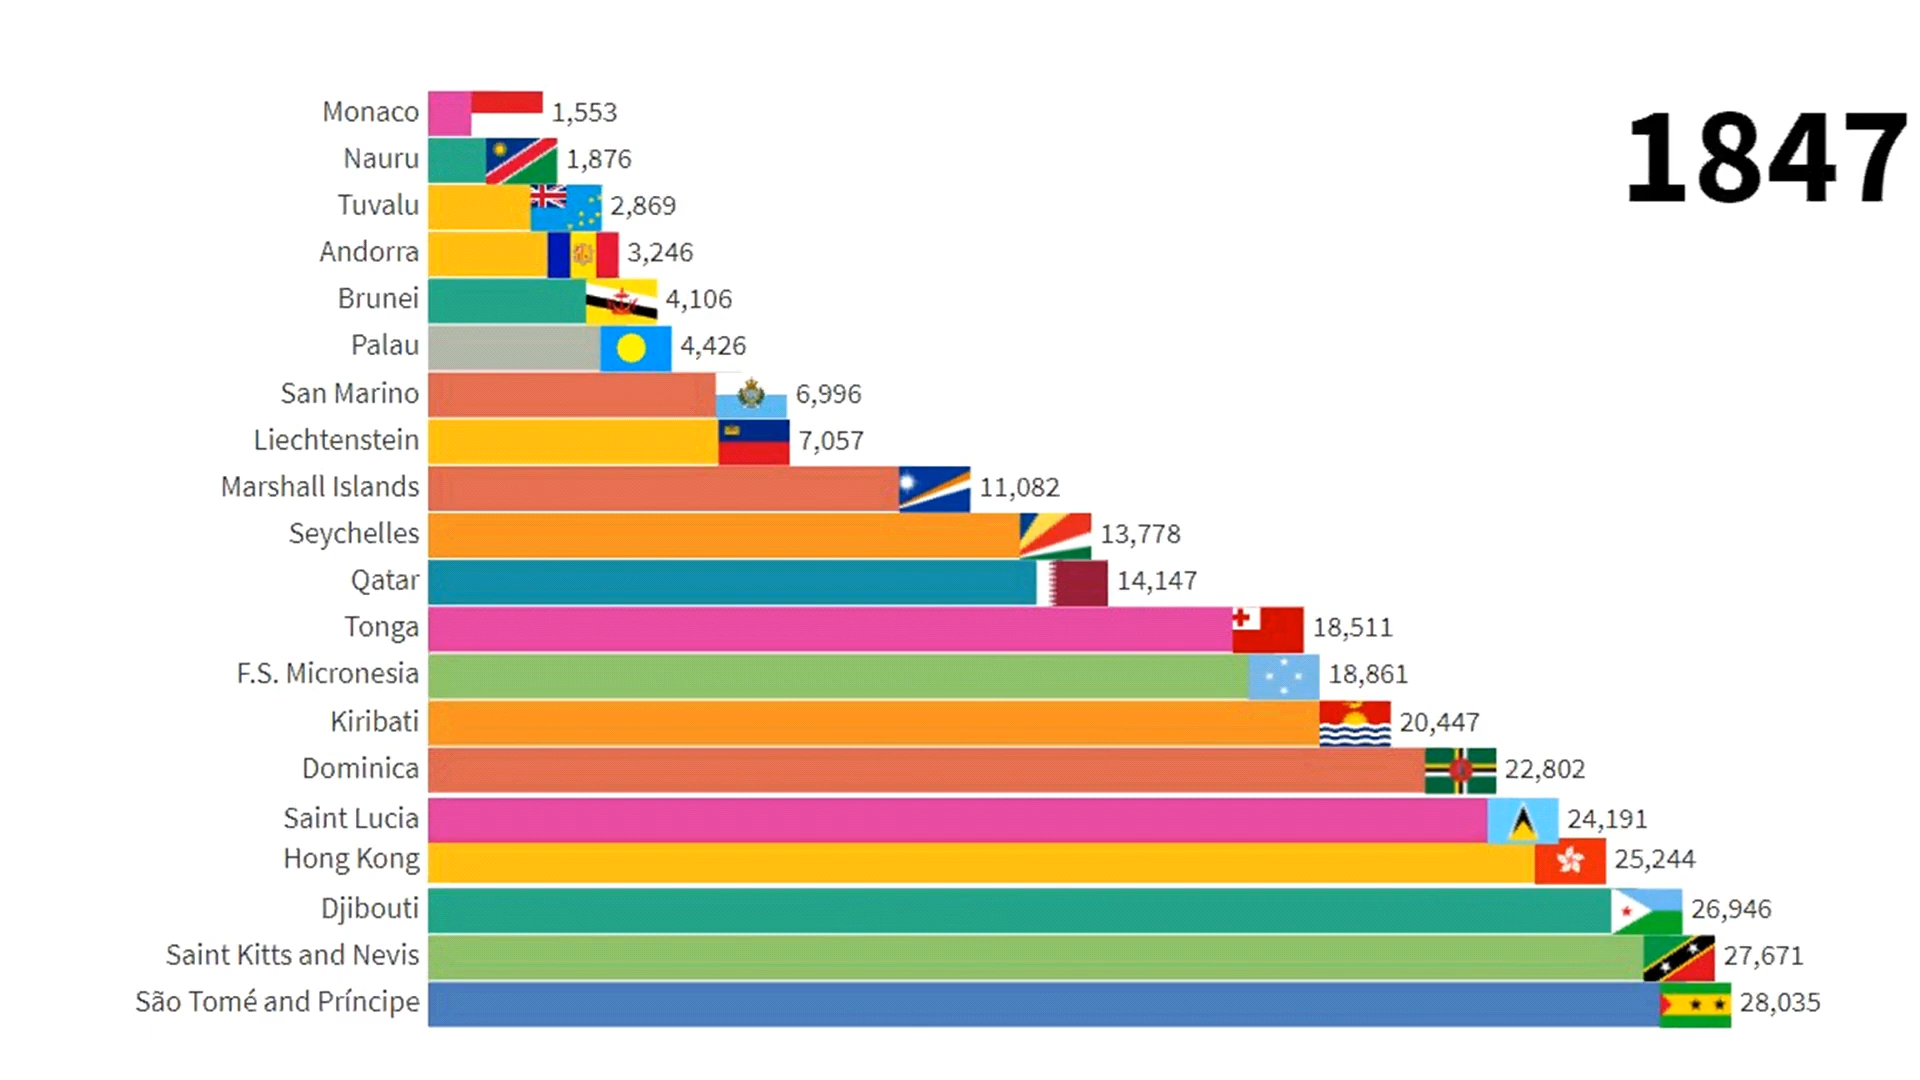 1847
Monaco 1,553
Nauru 1,876
Tuvalu 2,869
Andorra 3,246
Brunei 4,106
Palau 4,426
San Marino 6,996
Liechtenstein 7,057
Marshall Islands 11,082
Seychelles 13,778
Qatar 14,147
Tonga 18,511
F.S. Micronesia 18,861
Kiribati 20,447
Dominica 22,802
Saint Lucia 24,191
Hong Kong 25,244
Djibouti 26,946
Saint Kitts and Nevis 27,671
São Tomé and Príncipe 28,035